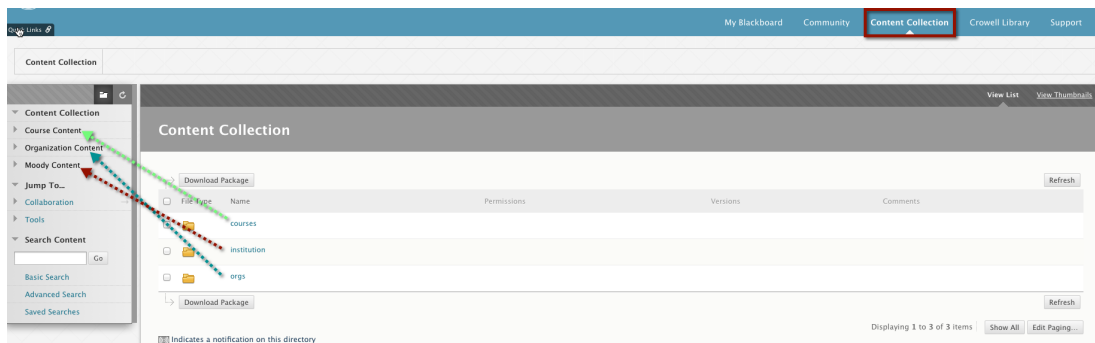 My Blackboard Community Content Collection Crowell Library Support
Quick Links
Content Collection
View List View Thumbnails
Content Collection
Course Content
Organization Content
Moody Content
Jump To...
Collaboration
Tools
Search Content
Go
Basic Search
Advanced Search
Saved Searches
Content Collection
Download Package Refresh
File Type Name Permissions Versions Comments
courses
institution
orgs
Download Package Refresh
Displaying 1 to 3 of 3 items Show All Edit Paging...
Indicates a notification on this directory